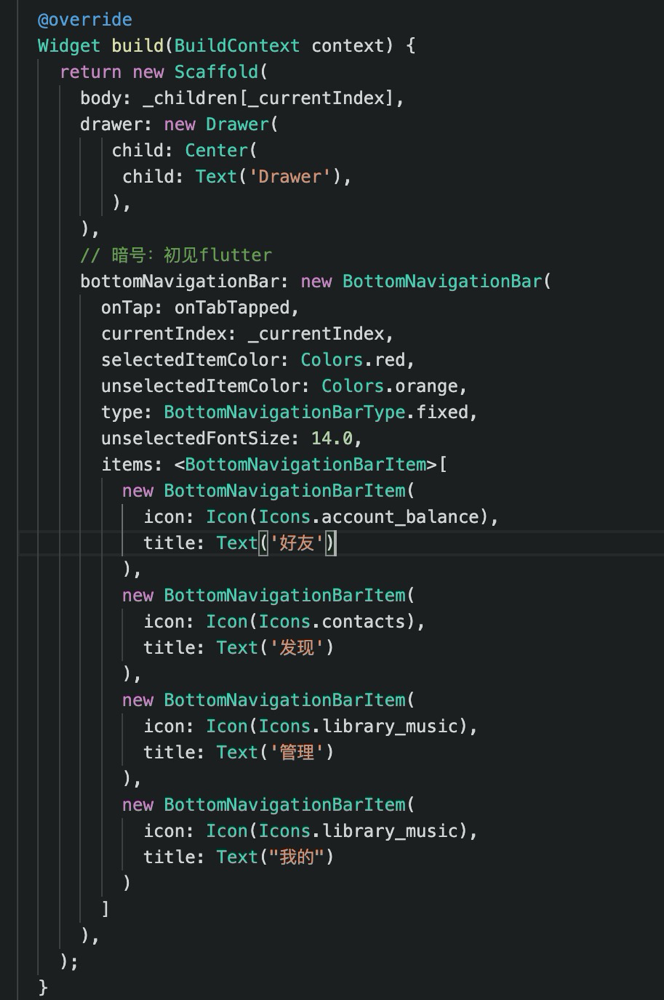 @override
Widget build(BuildContext context) {
  return new Scaffold(
    body: _children[_currentIndex],
    drawer: new Drawer(
       child: Center(
        child: Text('Drawer'),
       ),
    ),
    // 暗号：初见flutter
    bottomNavigationBar: new BottomNavigationBar(
      onTap: onTabTapped,
      currentIndex: _currentIndex,
      selectedItemColor: Colors.red,
      unselectedItemColor: Colors.orange,
      type: BottomNavigationBarType.fixed,
      unselectedFontSize: 14.0,
      items: <BottomNavigationBarItem>[
        new BottomNavigationBarItem(
          icon: Icon(Icons.account_balance),
          title: Text('好友')
        ),
        new BottomNavigationBarItem(
          icon: Icon(Icons.contacts),
          title: Text('发现')
        ),
        new BottomNavigationBarItem(
          icon: Icon(Icons.library_music),
          title: Text('管理')
        ),
        new BottomNavigationBarItem(
          icon: Icon(Icons.library_music),
          title: Text("我的")
        )
      ]
    ),
  );
}